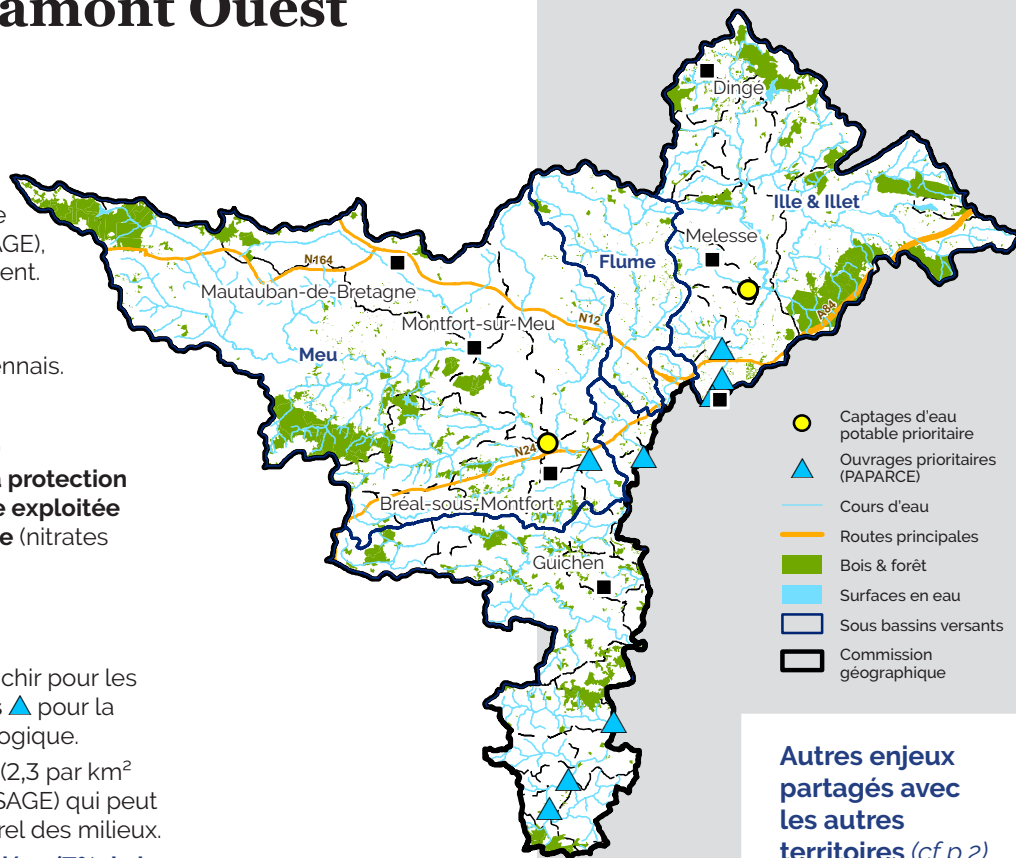 amont Ouest
e
AGE),
ent.
ennais.
a protection
e exploitée
e (nitrates
chir pour les
s pour la
ogique.
(2,3 par km²
SAGE) qui peut
rel des milieux.
Dingé
Ille & Illet
Melesse
Flume
N164
Mautauban-de-Bretagne
N12
Montfort-sur-Meu
Meu
A84
N24
Bréal-sous-Montfort
Guichen
Captages d'eau
potable prioritaire
Ouvrages prioritaires
(PAPARCE)
Cours d'eau
Routes principales
Bois & forêt
Surfaces en eau
Sous bassins versants
Commission
géographique
Autres enjeux
partagés avec
les autres
territoires (cf p.2)